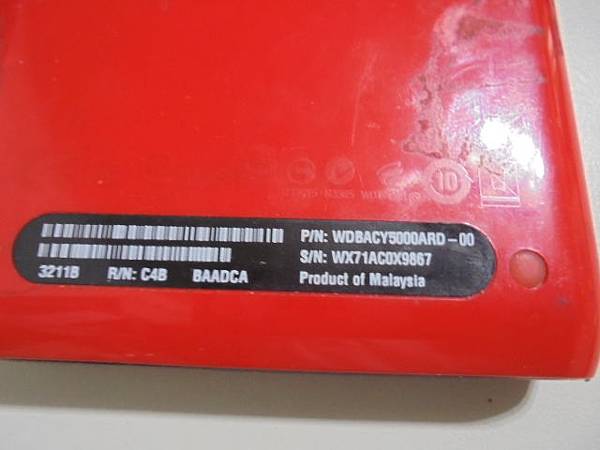 P/N: WDBACY5000ARD-00
S/N: WX71AC0X9867
3211B R/N: C4B BAADCA Product of Malaysia